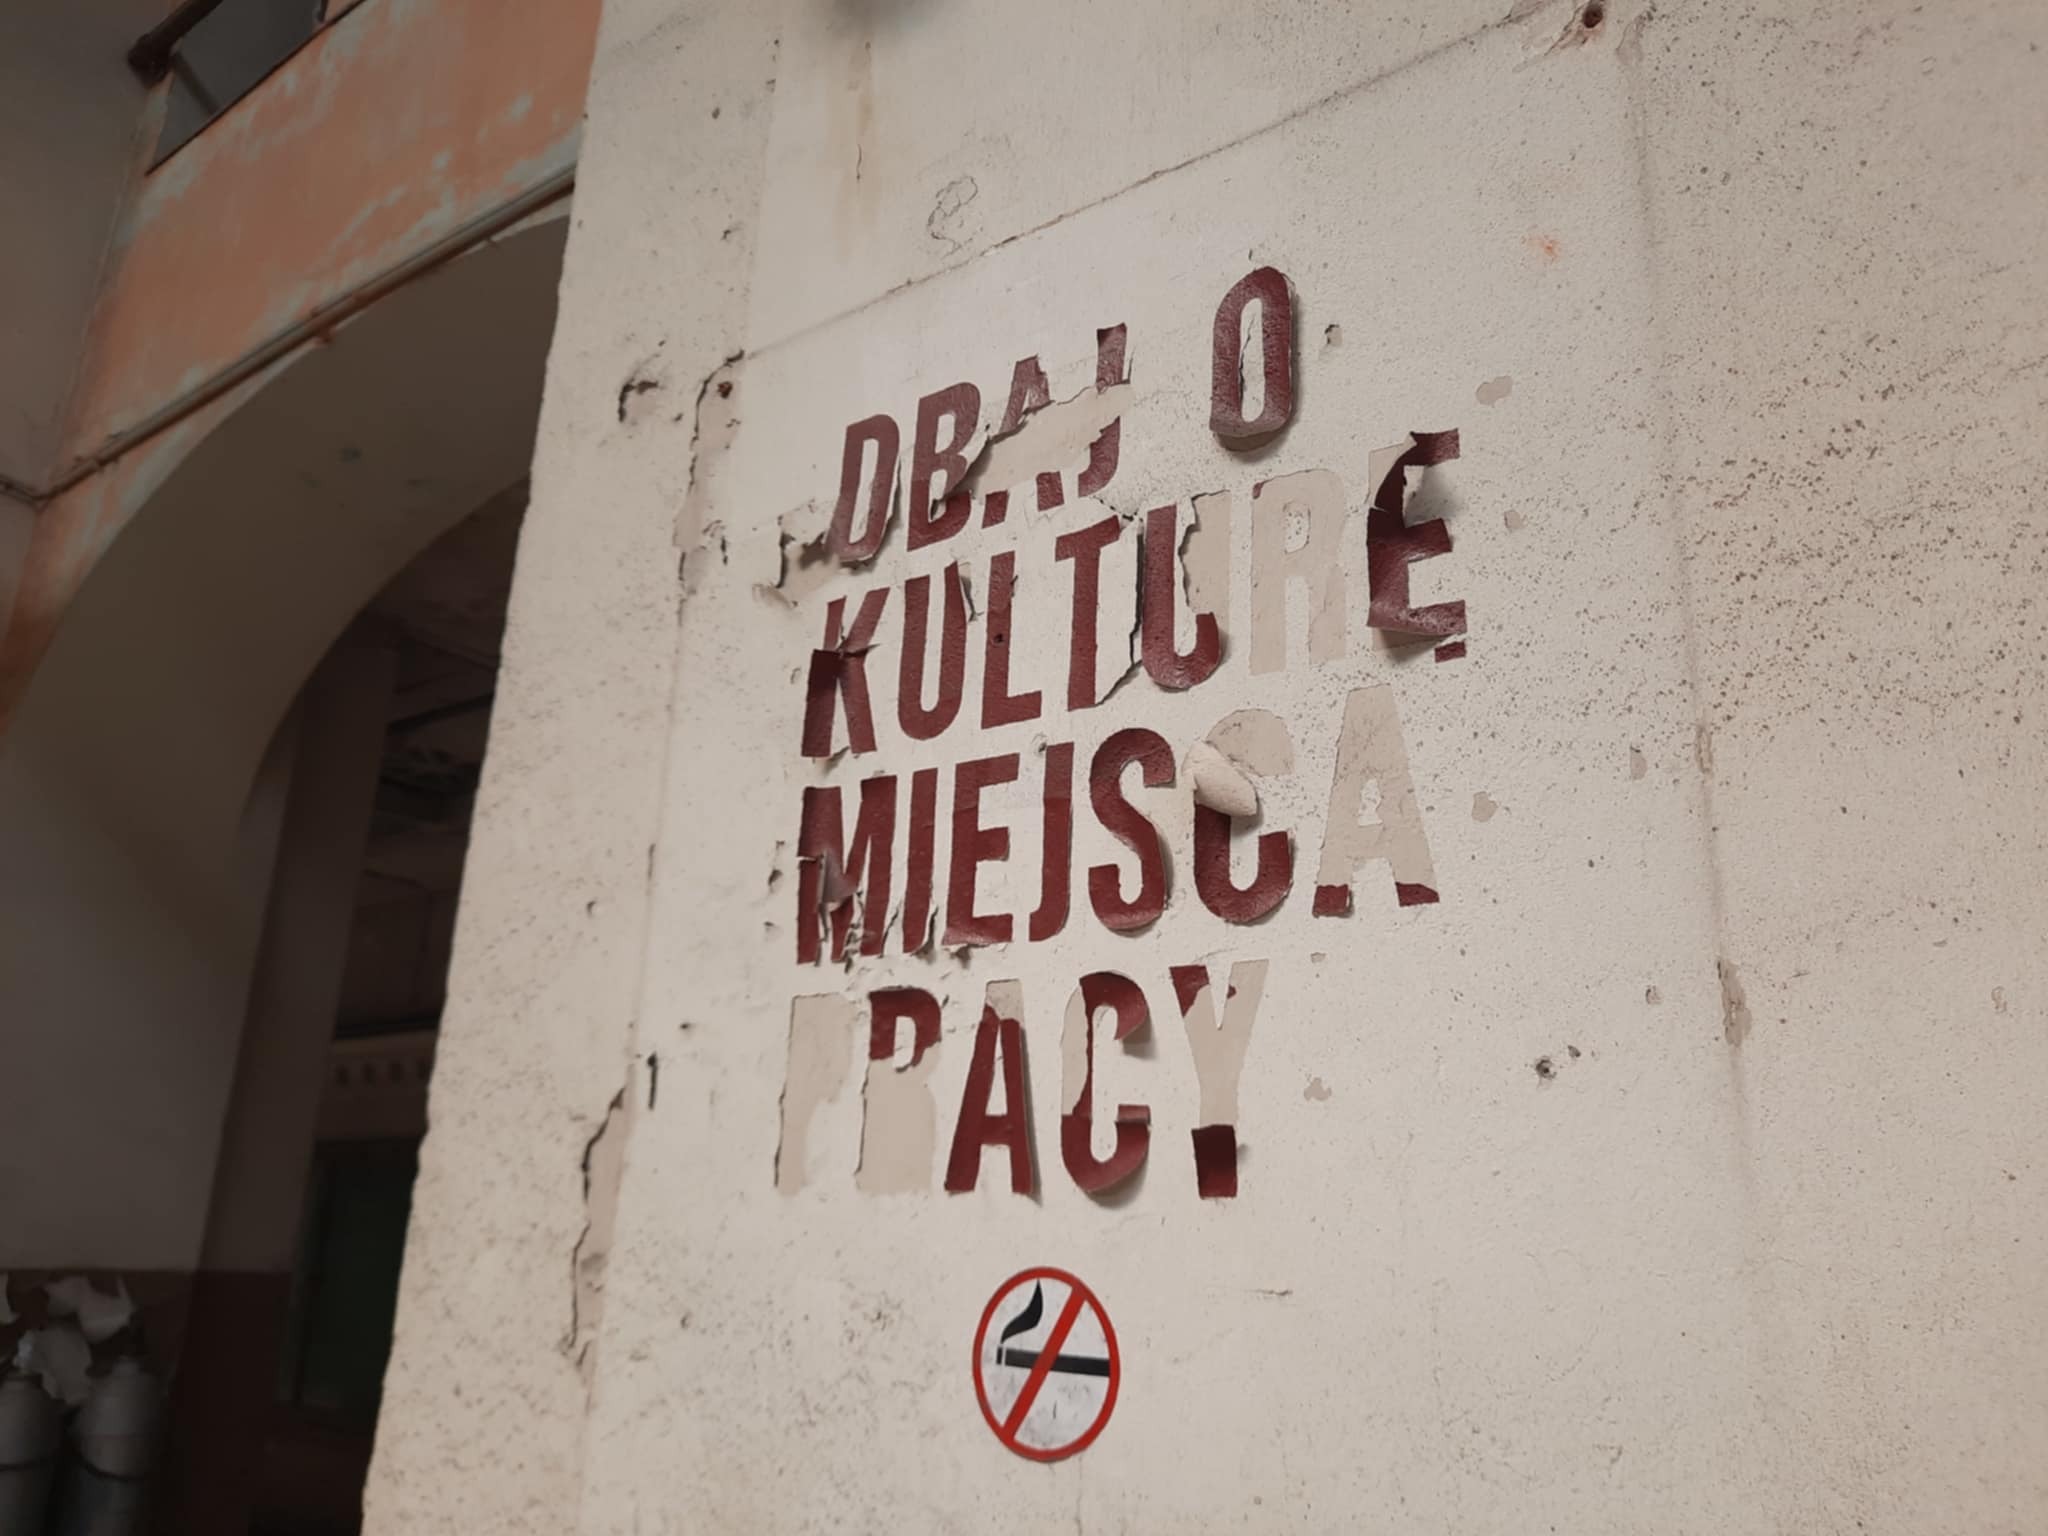 DBAJ O
KULTURĘ
MIEJSCA
PRACY